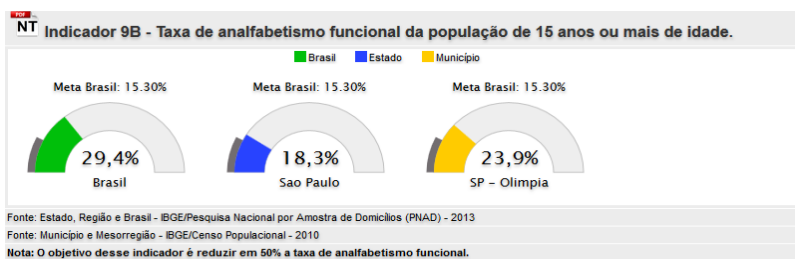 PDF
NT
Indicador 9B - Taxa de analfabetismo funcional da população de 15 anos ou mais de idade.
Brasil Estado Município
Meta Brasil: 15.30% Meta Brasil: 15.30% Meta Brasil: 15.30%
29,4% 18,3% 23,9%
Brasil Sao Paulo SP - Olimpia
Fonte: Estado, Região e Brasil - IBGE/Pesquisa Nacional por Amostra de Domicílios (PNAD) - 2013
Fonte: Município e Mesorregião - IBGE/Censo Populacional - 2010
Nota: O objetivo desse indicador é reduzir em 50% a taxa de analfabetismo funcional.